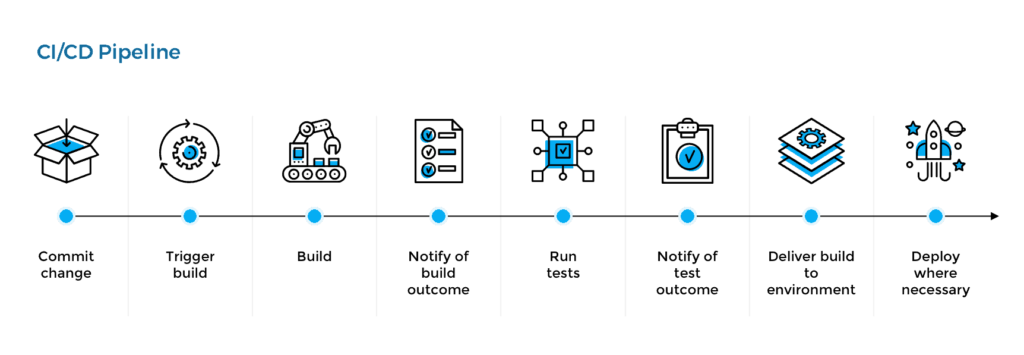 CI/CD Pipeline
Commit
change
Trigger
build
Build
Notify of
build
outcome
Run
tests
Notify of
test
outcome
Deliver build
to
environment
Deploy
where
necessary